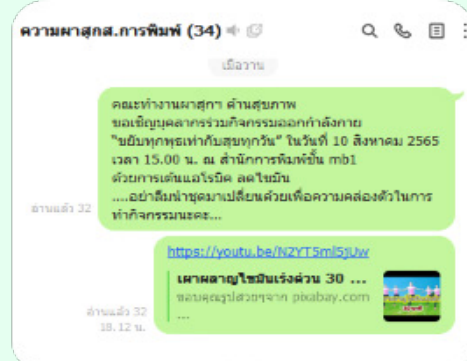 ความผาสุกส.การพิมพ์ (34)
เมื่อวาน
คณะทำงานผาสุกฯ ด้านสุขภาพ
ขอเชิญบุคลากรร่วมกิจกรรมออกกำลังกาย
"ขยับทุกพุธเท่ากับสุขทุกวัน" ในวันที่ 10 สิงหาคม 2565
เวลา 15.00 น. ณ สำนักการพิมพ์ชั้น mb1
ด้วยการเต้นแอโรบิค ลดไขมัน
....อย่าลืมนำชุดมาเปลี่ยนด้วยเพื่อความคล่องตัวในการ
ทำกิจกรรมนะคะ...
อ่านแล้ว 32
https://youtu.be/NZYT5ml5jUw
เผาผลาญไขมันเร่งด่วน 30 ...
ขอบคุณรูปสวยๆจาก pixabay.com
...
อ่านแล้ว 32
18.12 น.